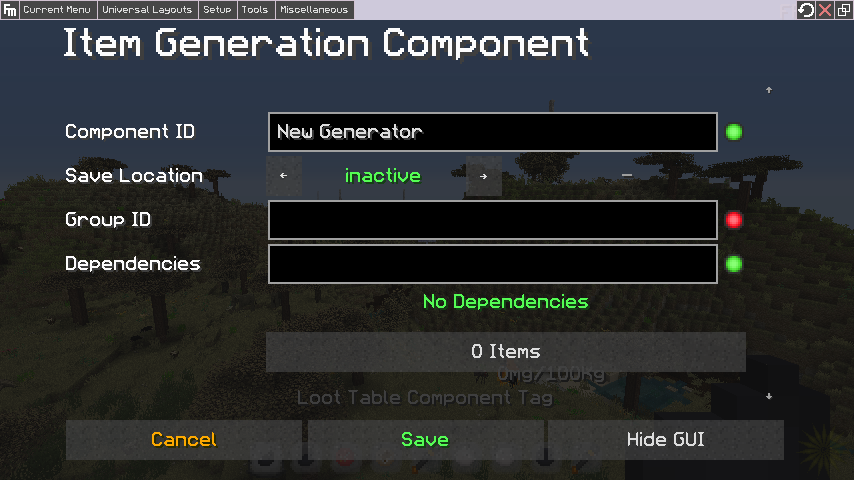 Fm Current Menu Universal Layouts Setup Tools Miscellaneous
Item Generation Component
Component ID New Generator
Save Location ← inactive → –
Group ID
Dependencies
No Dependencies
0 Items
0mg/100Kg
Loot Table Component Tag
Cancel Save Hide GUI